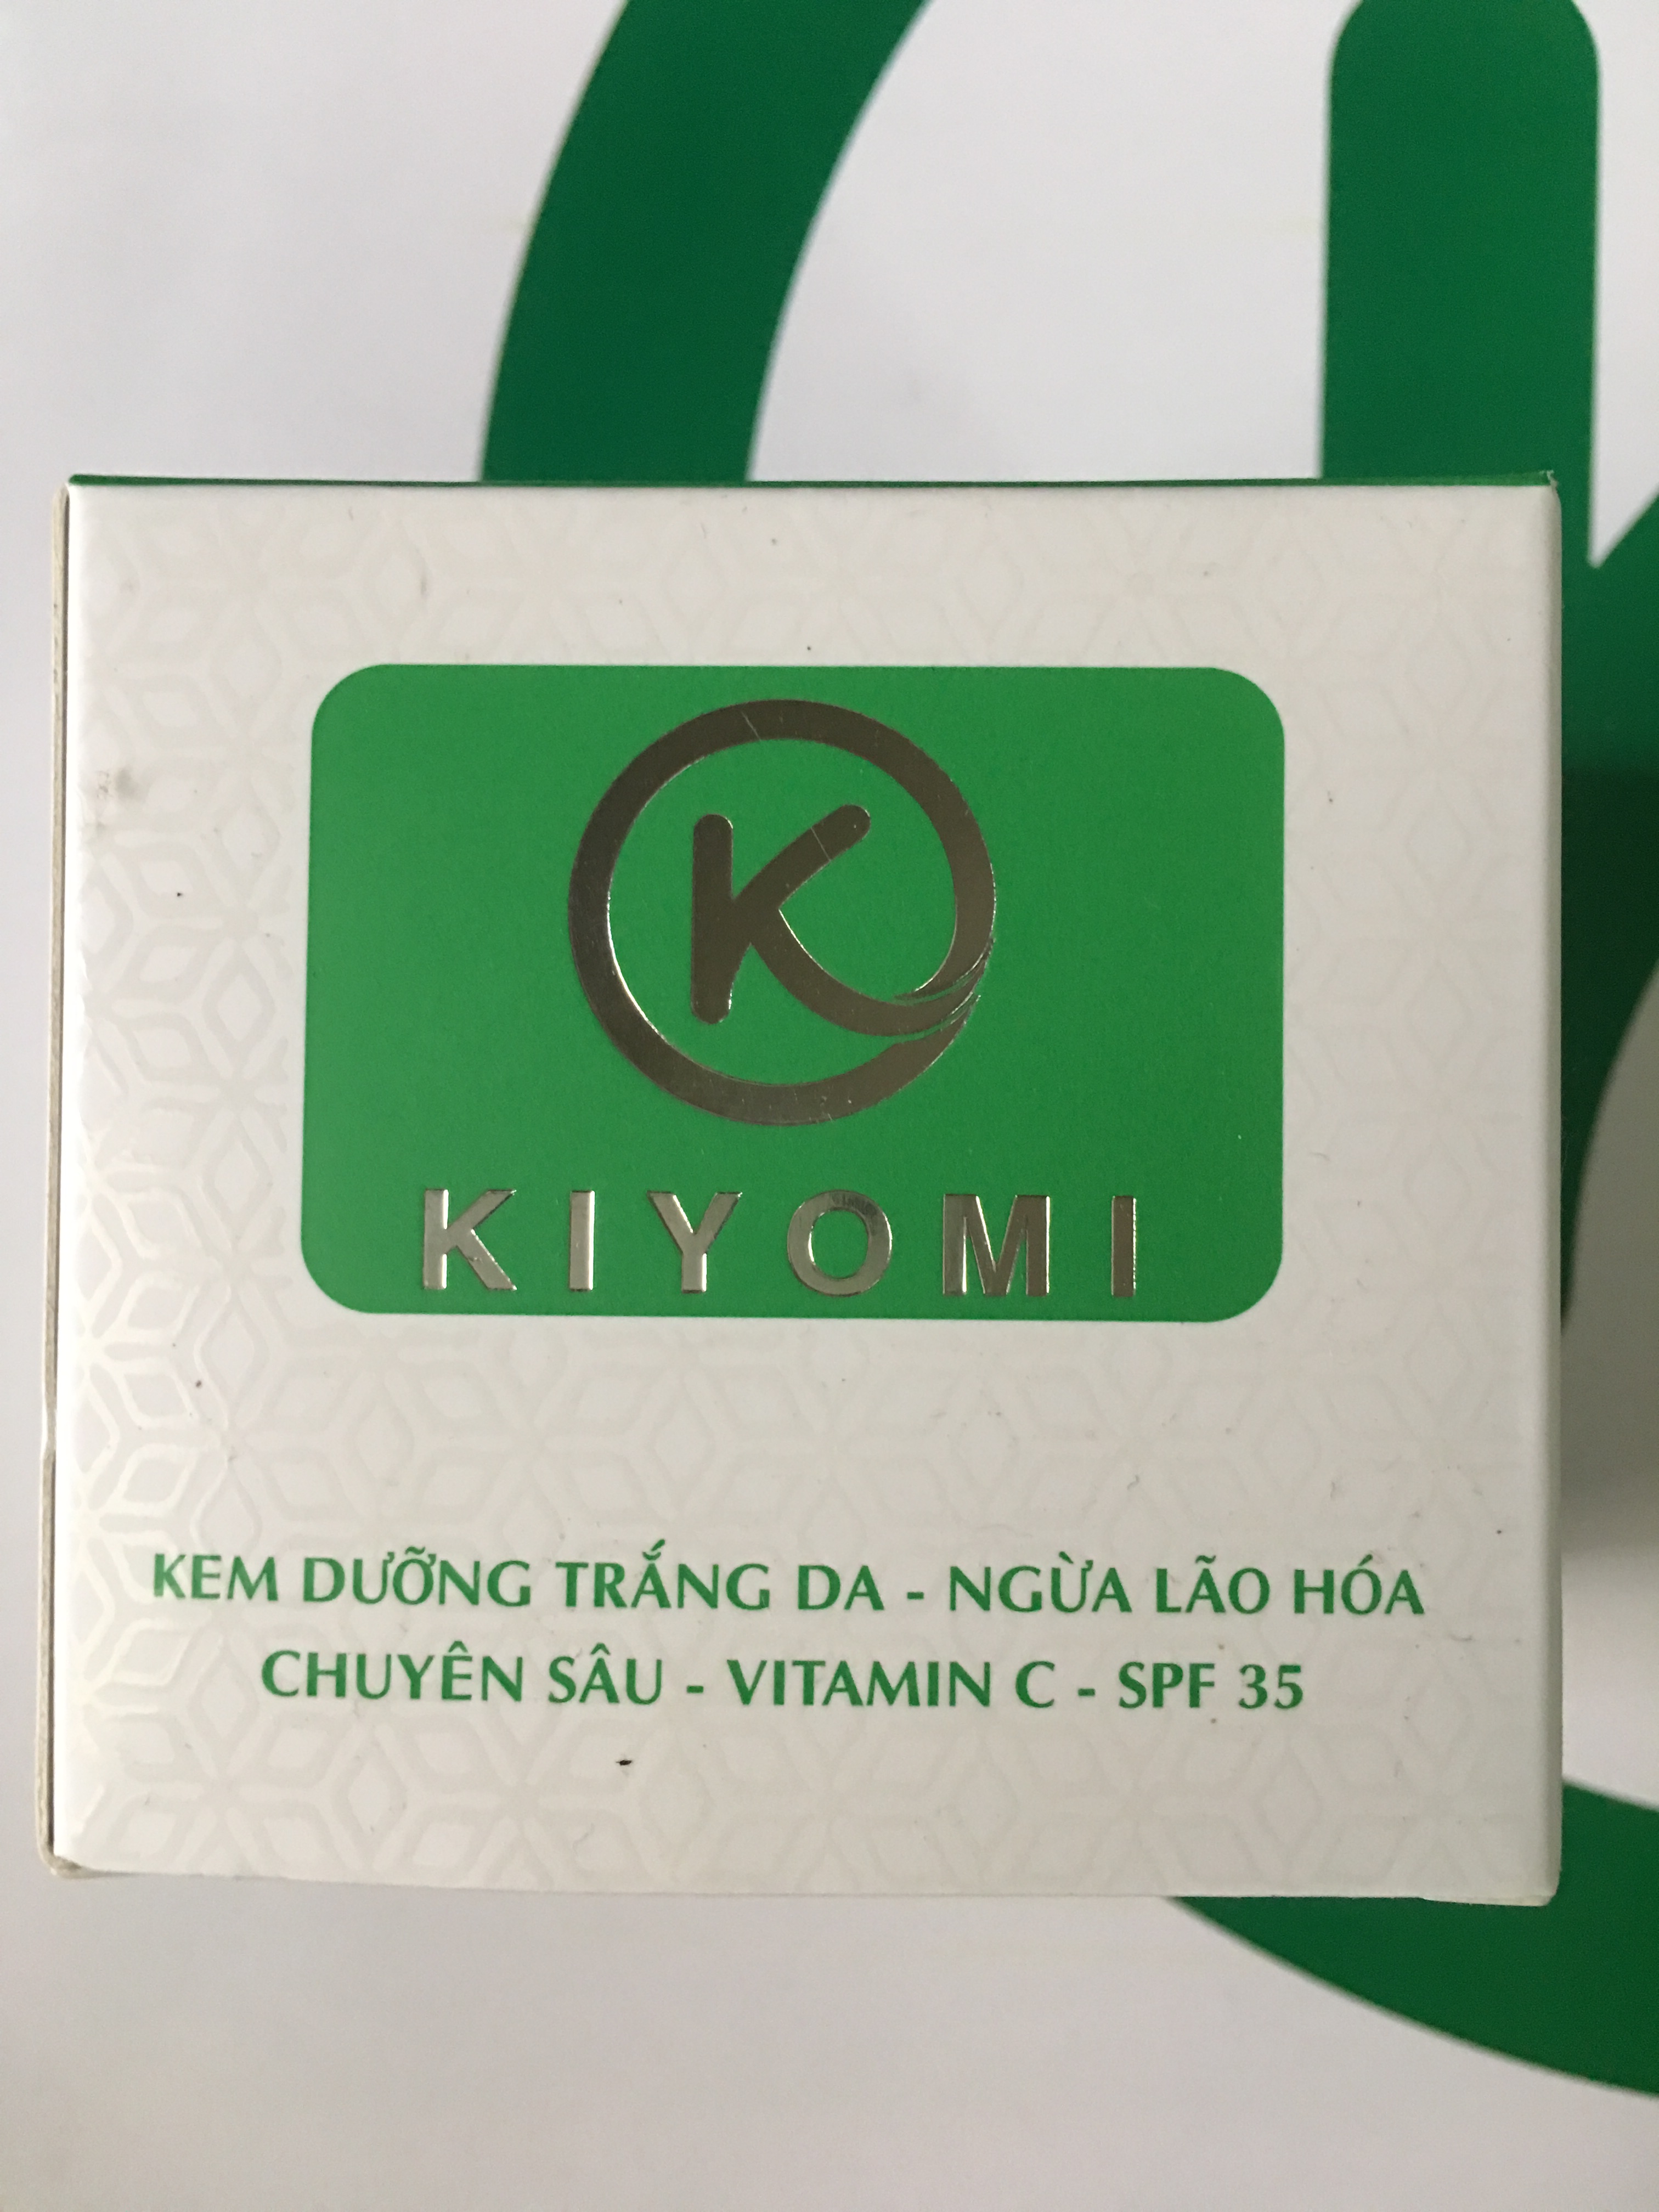 K
KIYOMI
KEM DƯỠNG TRẮNG DA - NGỪA LÃO HÓA
CHUYÊN SÂU - VITAMIN C - SPF 35